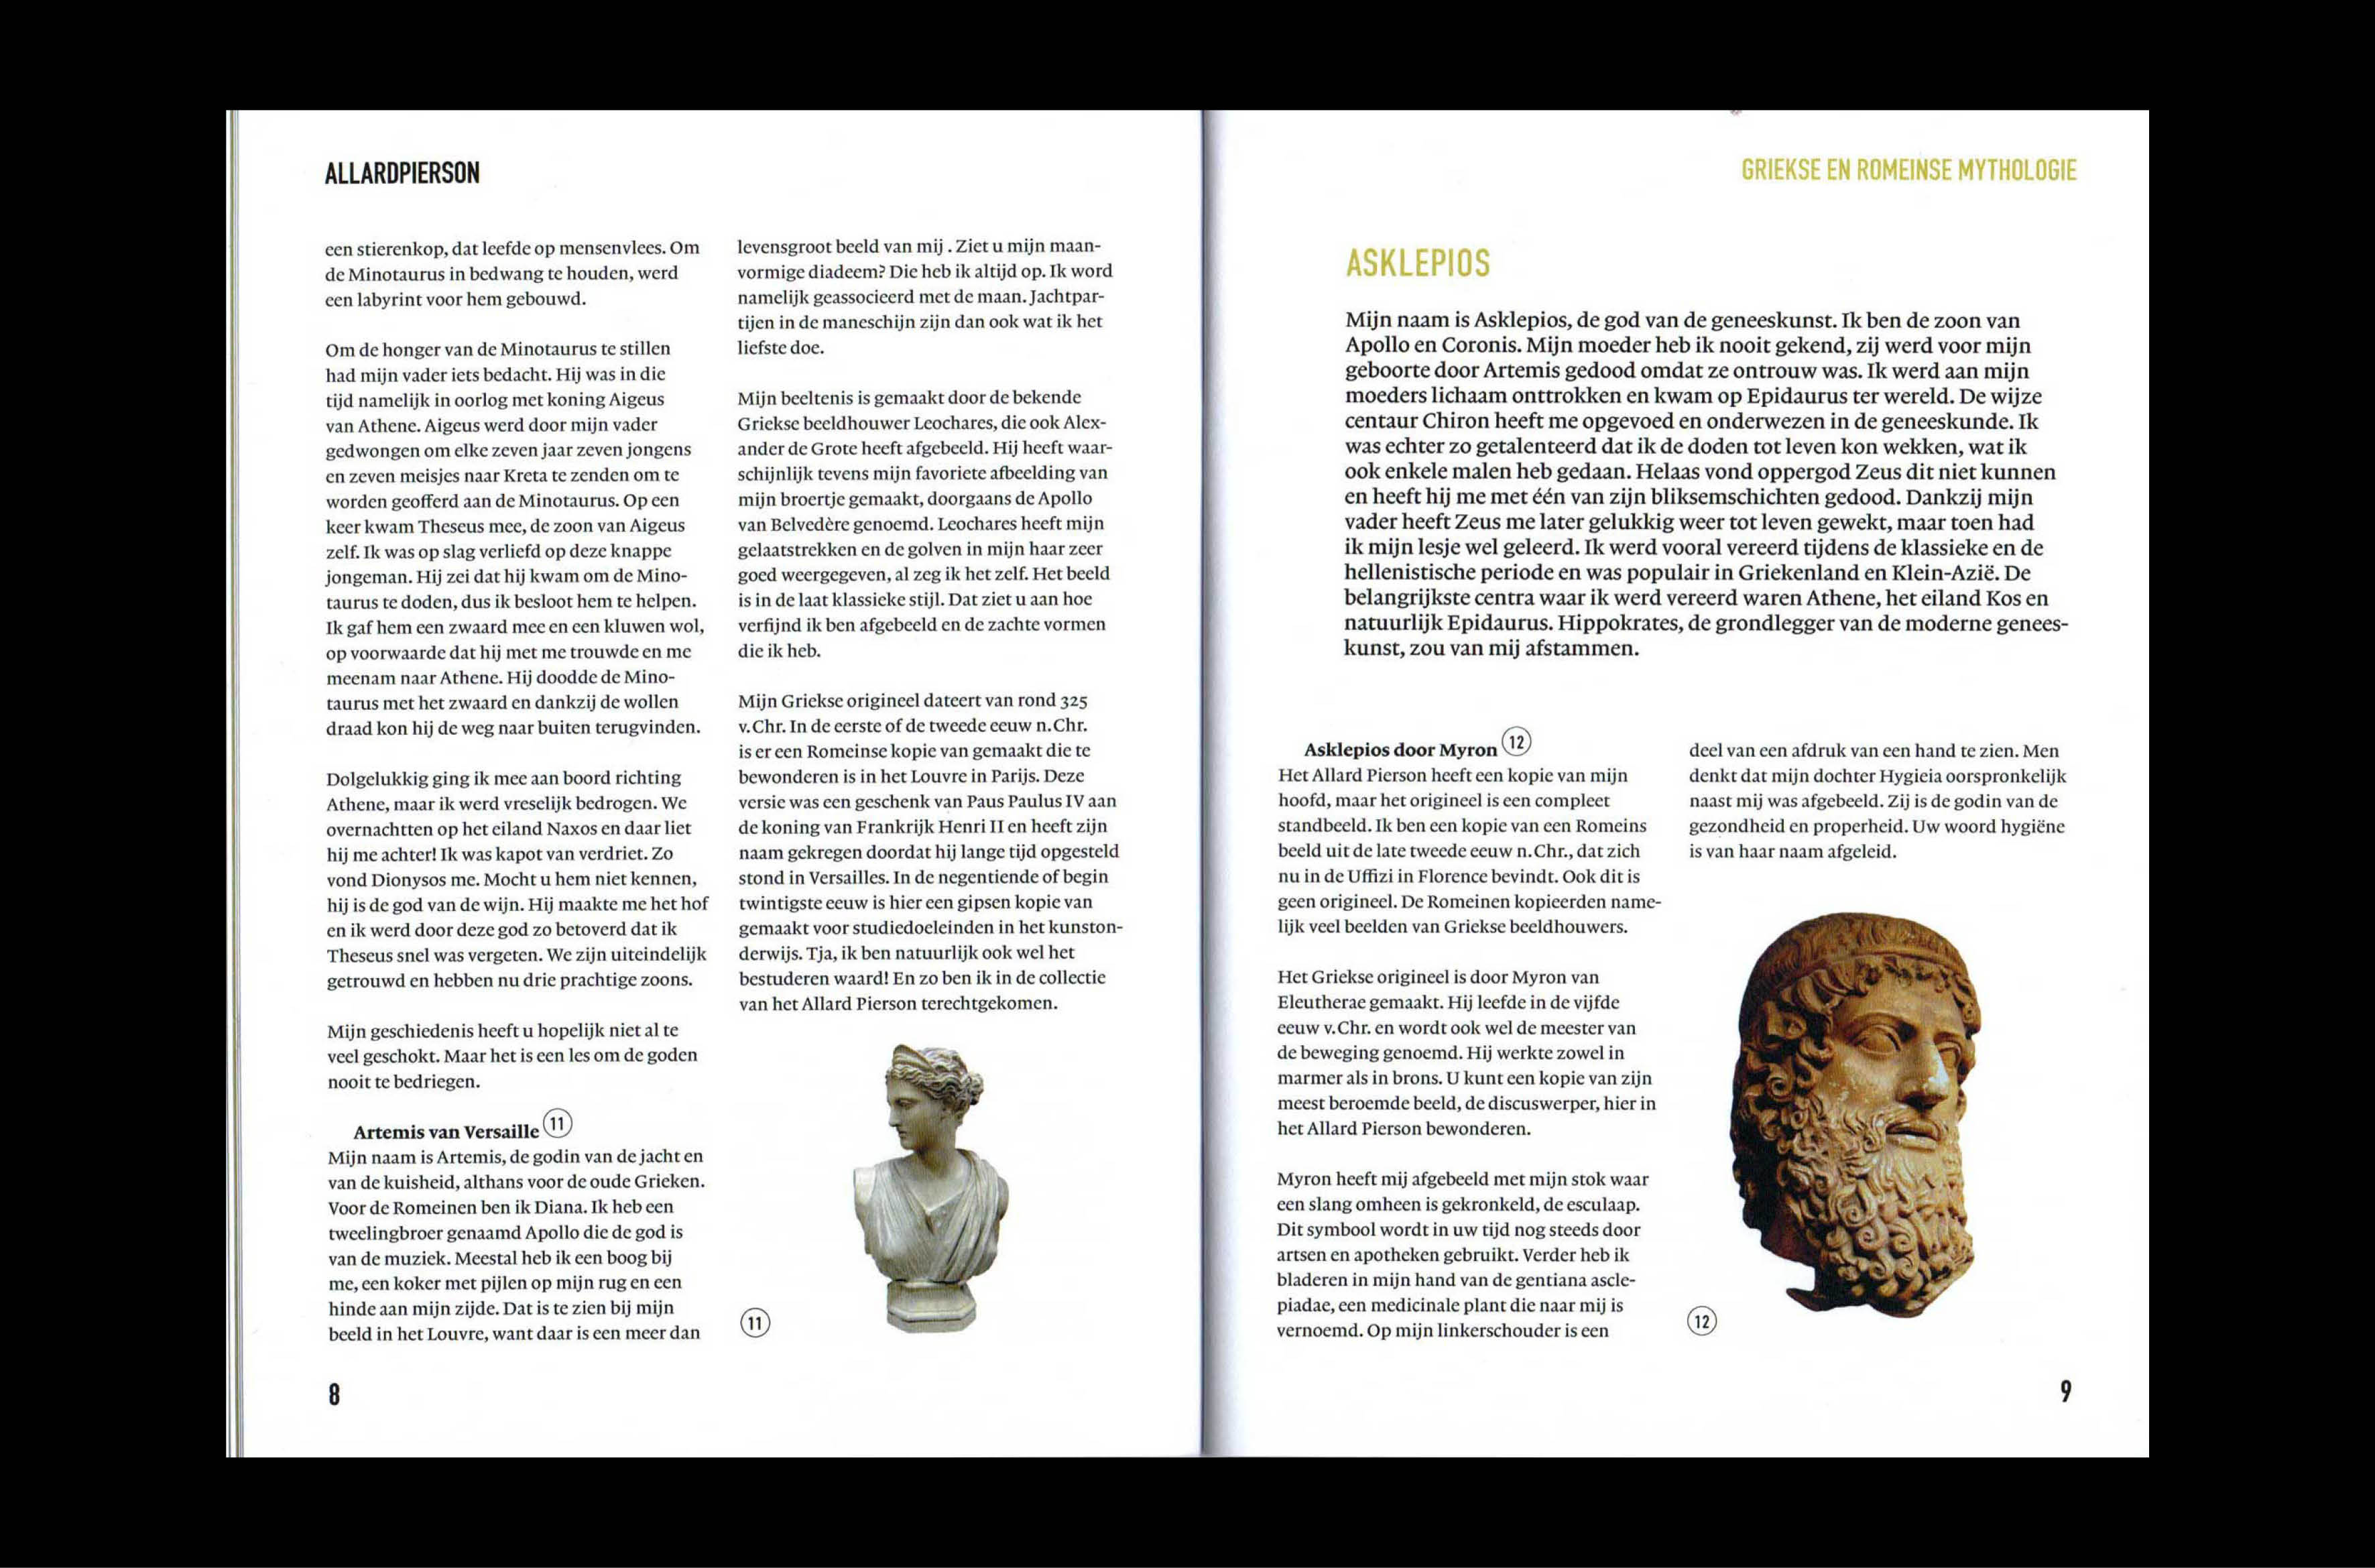 ALLARDPIERSON
een stierenkop, dat leefde op mensenvlees. Om
de Minotaurus in bedwang te houden, werd
een labyrint voor hem gebouwd.
Om de honger van de Minotaurus te stillen
had mijn vader iets bedacht. Hij was in die
tijd namelijk in oorlog met koning Aigeus
van Athene. Aigeus werd door mijn vader
gedwongen om elke zeven jaar zeven jongens
en zeven meisjes naar Kreta te zenden om te
worden geofferd aan de Minotaurus. Op een
keer kwam Theseus mee, de zoon van Aigeus
zelf. Ik was op slag verliefd op deze knappe
jongeman. Hij zei dat hij kwam om de Mino-
taurus te doden, dus ik besloot hem te helpen.
Ik gaf hem een zwaard mee en een kluwen wol,
op voorwaarde dat hij met me trouwde en me
meenam naar Athene. Hij doodde de Mino-
taurus met het zwaard en dankzij de wollen
draad kon hij de weg naar buiten terugvinden.
Dolgelukkig ging ik mee aan boord richting
Athene, maar ik werd vreselijk bedrogen. We
overnachtten op het eiland Naxos en daar liet
hij me achter! Ik was kapot van verdriet. Zo
vond Dionysos me. Mocht u hem niet kennen,
hij is de god van de wijn. Hij maakte me het hof
en ik werd door deze god zo betoverd dat ik
Theseus snel was vergeten. We zijn uiteindelijk
getrouwd en hebben nu drie prachtige zoons.
Mijn geschiedenis heeft u hopelijk niet al te
veel geschokt. Maar het is een les om de goden
nooit te bedriegen.
Artemis van Versaille 11
Mijn naam is Artemis, de godin van de jacht en
van de kuisheid, althans voor de oude Grieken.
Voor de Romeinen ben ik Diana. Ik heb een
tweelingbroer genaamd Apollo die de god is
van de muziek. Meestal heb ik een boog bij
me, een koker met pijlen op mijn rug en een
hinde aan mijn zijde. Dat is te zien bij mijn
beeld in het Louvre, want daar is een meer dan
levensgroot beeld van mij . Ziet u mijn maan-
vormige diadeem? Die heb ik altijd op. Ik word
namelijk geassocieerd met de maan. Jachtpar-
tijen in de maneschijn zijn dan ook wat ik het
liefste doe.
Mijn beeltenis is gemaakt door de bekende
Griekse beeldhouwer Leochares, die ook Alex-
ander de Grote heeft afgebeeld. Hij heeft waar-
schijnlijk tevens mijn favoriete afbeelding van
mijn broertje gemaakt, doorgaans de Apollo
van Belvedère genoemd. Leochares heeft mijn
gelaatstrekken en de golven in mijn haar zeer
goed weergegeven, al zeg ik het zelf. Het beeld
is in de laat klassieke stijl. Dat ziet u aan hoe
verfijnd ik ben afgebeeld en de zachte vormen
die ik heb.
Mijn Griekse origineel dateert van rond 325
v.Chr. In de eerste of de tweede eeuw n.Chr.
is er een Romeinse kopie van gemaakt die te
bewonderen is in het Louvre in Parijs. Deze
versie was een geschenk van Paus Paulus IV aan
de koning van Frankrijk Henri II en heeft zijn
naam gekregen doordat hij lange tijd opgesteld
stond in Versailles. In de negentiende of begin
twintigste eeuw is hier een gipsen kopie van
gemaakt voor studiedoeleinden in het kunston-
derwijs. Tja, ik ben natuurlijk ook wel het
bestuderen waard! En zo ben ik in de collectie
van het Allard Pierson terechtgekomen.
11
8
GRIEKSE EN ROMEINSE MYTHOLOGIE
ASKLEPIOS
Mijn naam is Asklepios, de god van de geneeskunst. Ik ben de zoon van
Apollo en Coronis. Mijn moeder heb ik nooit gekend, zij werd voor mijn
geboorte door Artemis gedood omdat ze ontrouw was. Ik werd aan mijn
moeders lichaam onttrokken en kwam op Epidaurus ter wereld. De wijze
centaur Chiron heeft me opgevoed en onderwezen in de geneeskunde. Ik
was echter zo getalenteerd dat ik de doden tot leven kon wekken, wat ik
ook enkele malen heb gedaan. Helaas vond oppergod Zeus dit niet kunnen
en heeft hij me met één van zijn bliksemschichten gedood. Dankzij mijn
vader heeft Zeus me later gelukkig weer tot leven gewekt, maar toen had
ik mijn lesje wel geleerd. Ik werd vooral vereerd tijdens de klassieke en de
hellenistische periode en was populair in Griekenland en Klein-Azië. De
belangrijkste centra waar ik werd vereerd waren Athene, het eiland Kos en
natuurlijk Epidaurus. Hippokrates, de grondlegger van de moderne genees-
kunst, zou van mij afstammen.
Asklepios door Myron 12
Het Allard Pierson heeft een kopie van mijn
hoofd, maar het origineel is een compleet
standbeeld. Ik ben een kopie van een Romeins
beeld uit de late tweede eeuw n.Chr., dat zich
nu in de Uffizi in Florence bevindt. Ook dit is
geen origineel. De Romeinen kopieerden name-
lijk veel beelden van Griekse beeldhouwers.
Het Griekse origineel is door Myron van
Eleutherae gemaakt. Hij leefde in de vijfde
eeuw v.Chr. en wordt ook wel de meester van
de beweging genoemd. Hij werkte zowel in
marmer als in brons. U kunt een kopie van zijn
meest beroemde beeld, de discuswerper, hier in
het Allard Pierson bewonderen.
Myron heeft mij afgebeeld met mijn stok waar
een slang omheen is gekronkeld, de esculaap.
Dit symbool wordt in uw tijd nog steeds door
artsen en apotheken gebruikt. Verder heb ik
bladeren in mijn hand van de gentiana ascle-
piadae, een medicinale plant die naar mij is
vernoemd. Op mijn linkerschouder is een
deel van een afdruk van een hand te zien. Men
denkt dat mijn dochter Hygieia oorspronkelijk
naast mij was afgebeeld. Zij is de godin van de
gezondheid en properheid. Uw woord hygiëne
is van haar naam afgeleid.
12
9